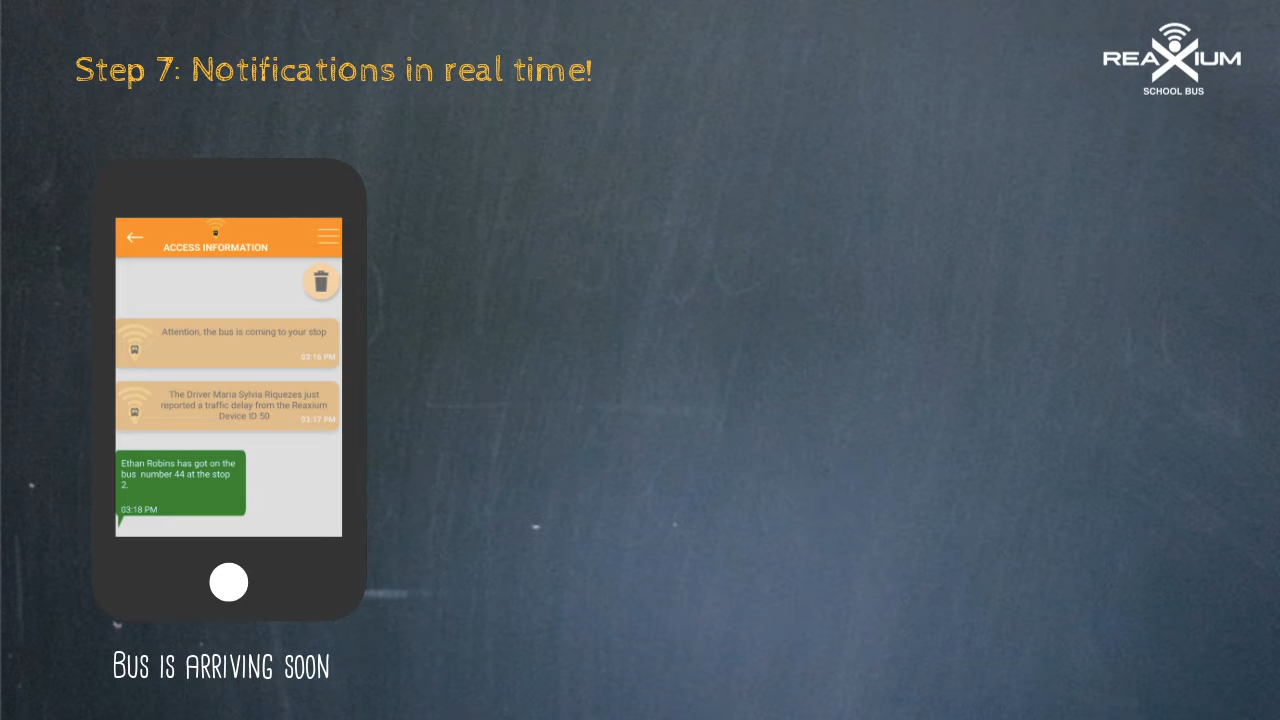 Step 7: Notifications in real time!
REAXIUM
SCHOOL BUS
ACCESS INFORMATION
Attention, the bus is coming to your stop
03:16 PM
The Driver Maria Sylvia Riquezes just
reported a traffic delay from the Reaxium
Device ID 50
03:17 PM
Ethan Robins has got on the
bus number 44 at the stop
2.
03:18 PM
Bus is arriving soon